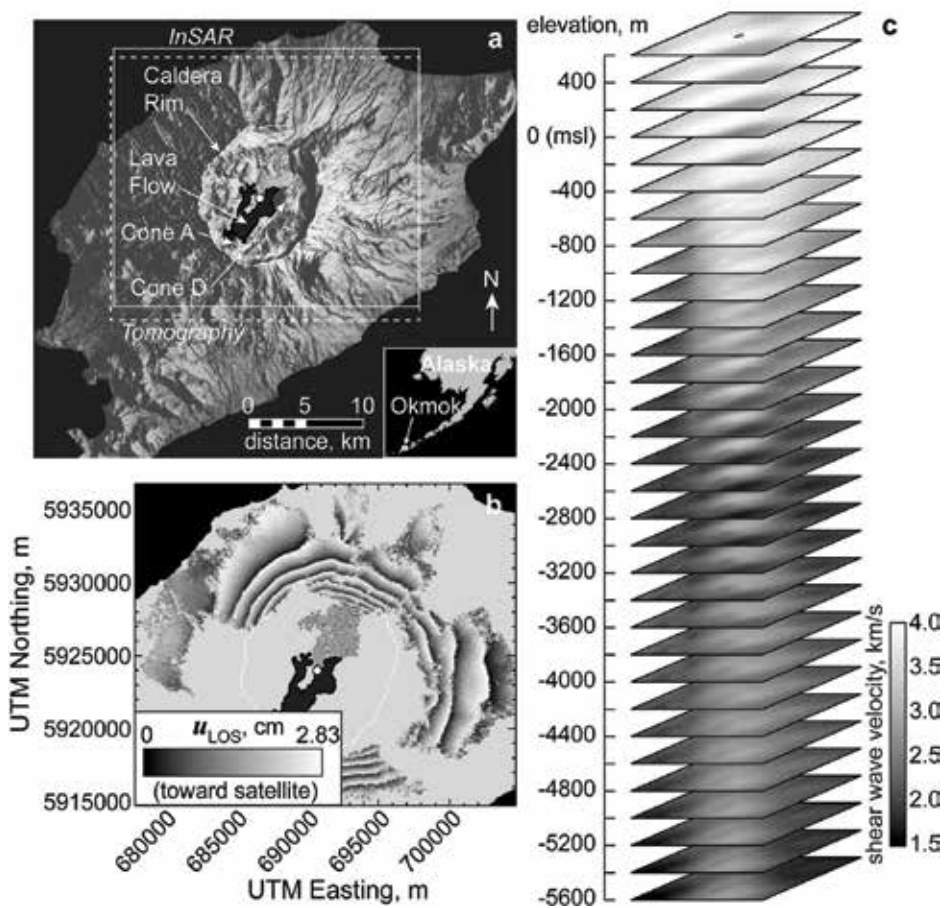 InSAR
a
Caldera
Rim
Lava
Flow
Cone A
Cone D
N
Tomography
Alaska
Okmok
0 5 10
distance, km
b
UTM Northing, m
5935000
5930000
5925000
5920000
5915000
uLOS, cm
0 2.83
(toward satellite)
680000
685000
690000
695000
700000
UTM Easting, m
c
elevation, m
400
0 (msl)
-400
-800
-1200
-1600
-2000
-2400
-2800
-3200
-3600
-4000
-4400
-4800
-5200
-5600
shear wave velocity, km/s
4.0
3.5
3.0
2.5
2.0
1.5